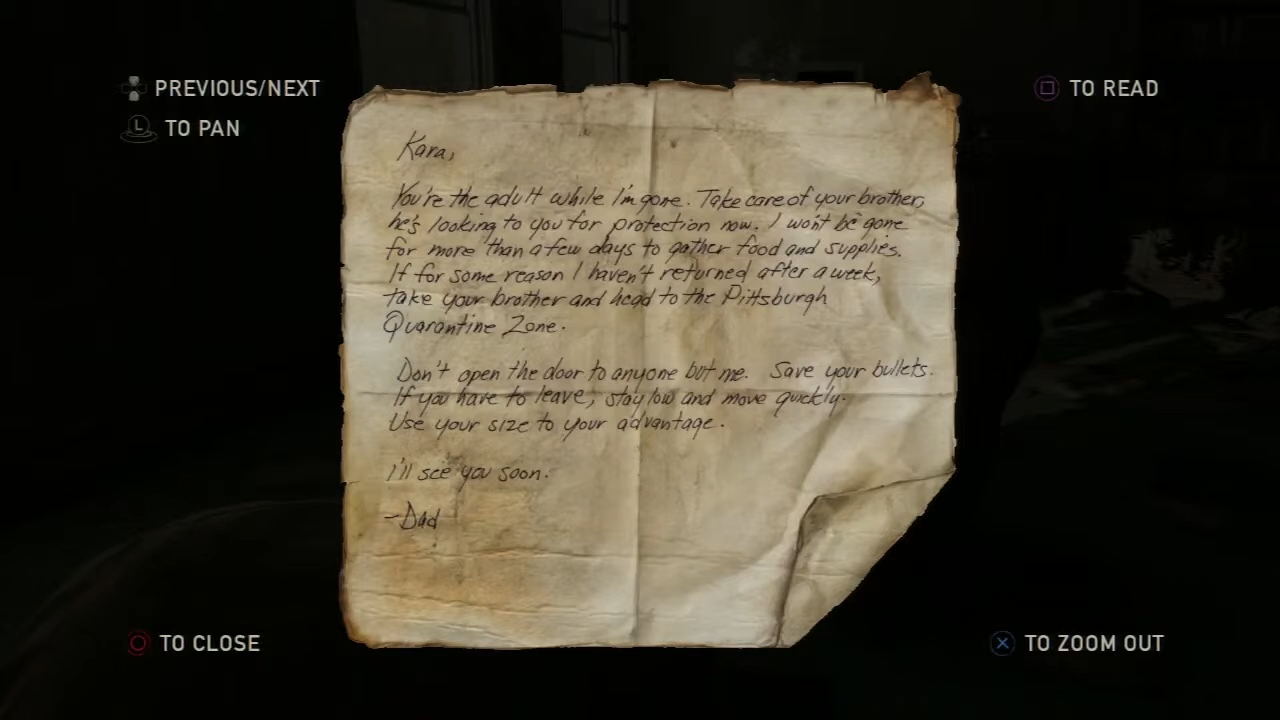 PREVIOUS/NEXT
L TO PAN
TO READ
Kara,
You're the adult while I'm gone. Take care of your brother,
he's looking to you for protection now. I won't be gone
for more than a few days to gather food and supplies.
If for some reason I haven't returned after a week,
take your brother and head to the Pittsburgh
Quarantine Zone.
Don't open the door to anyone but me. Save your bullets.
If you have to leave, stay low and move quickly.
Use your size to your advantage.
I'll see you soon.
-Dad
TO CLOSE
TO ZOOM OUT